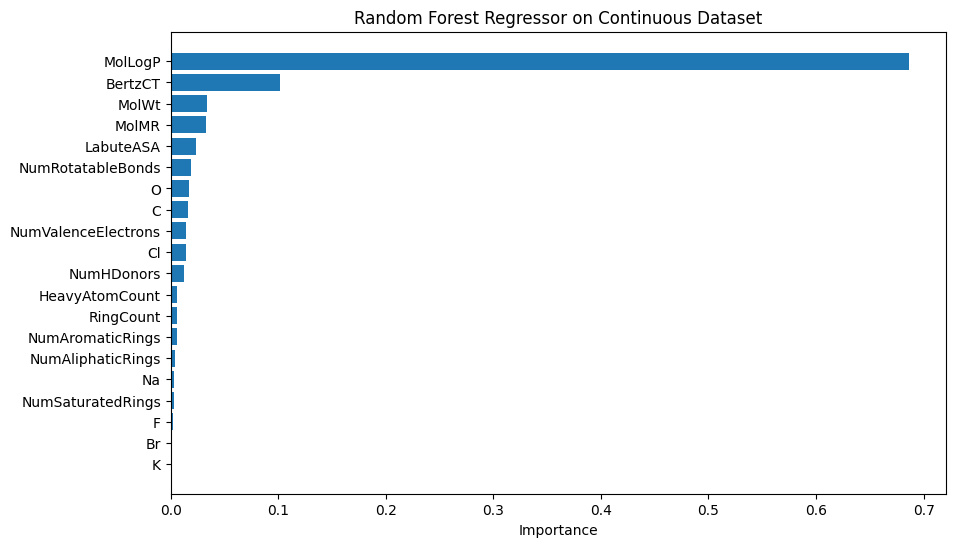 Random Forest Regressor on Continuous Dataset
MolLogP
BertzCT
MolWt
MolMR
LabuteASA
NumRotatableBonds
O
C
NumValenceElectrons
Cl
NumHDonors
HeavyAtomCount
RingCount
NumAromaticRings
NumAliphaticRings
Na
NumSaturatedRings
F
Br
K
0.0 0.1 0.2 0.3 0.4 0.5 0.6 0.7
Importance